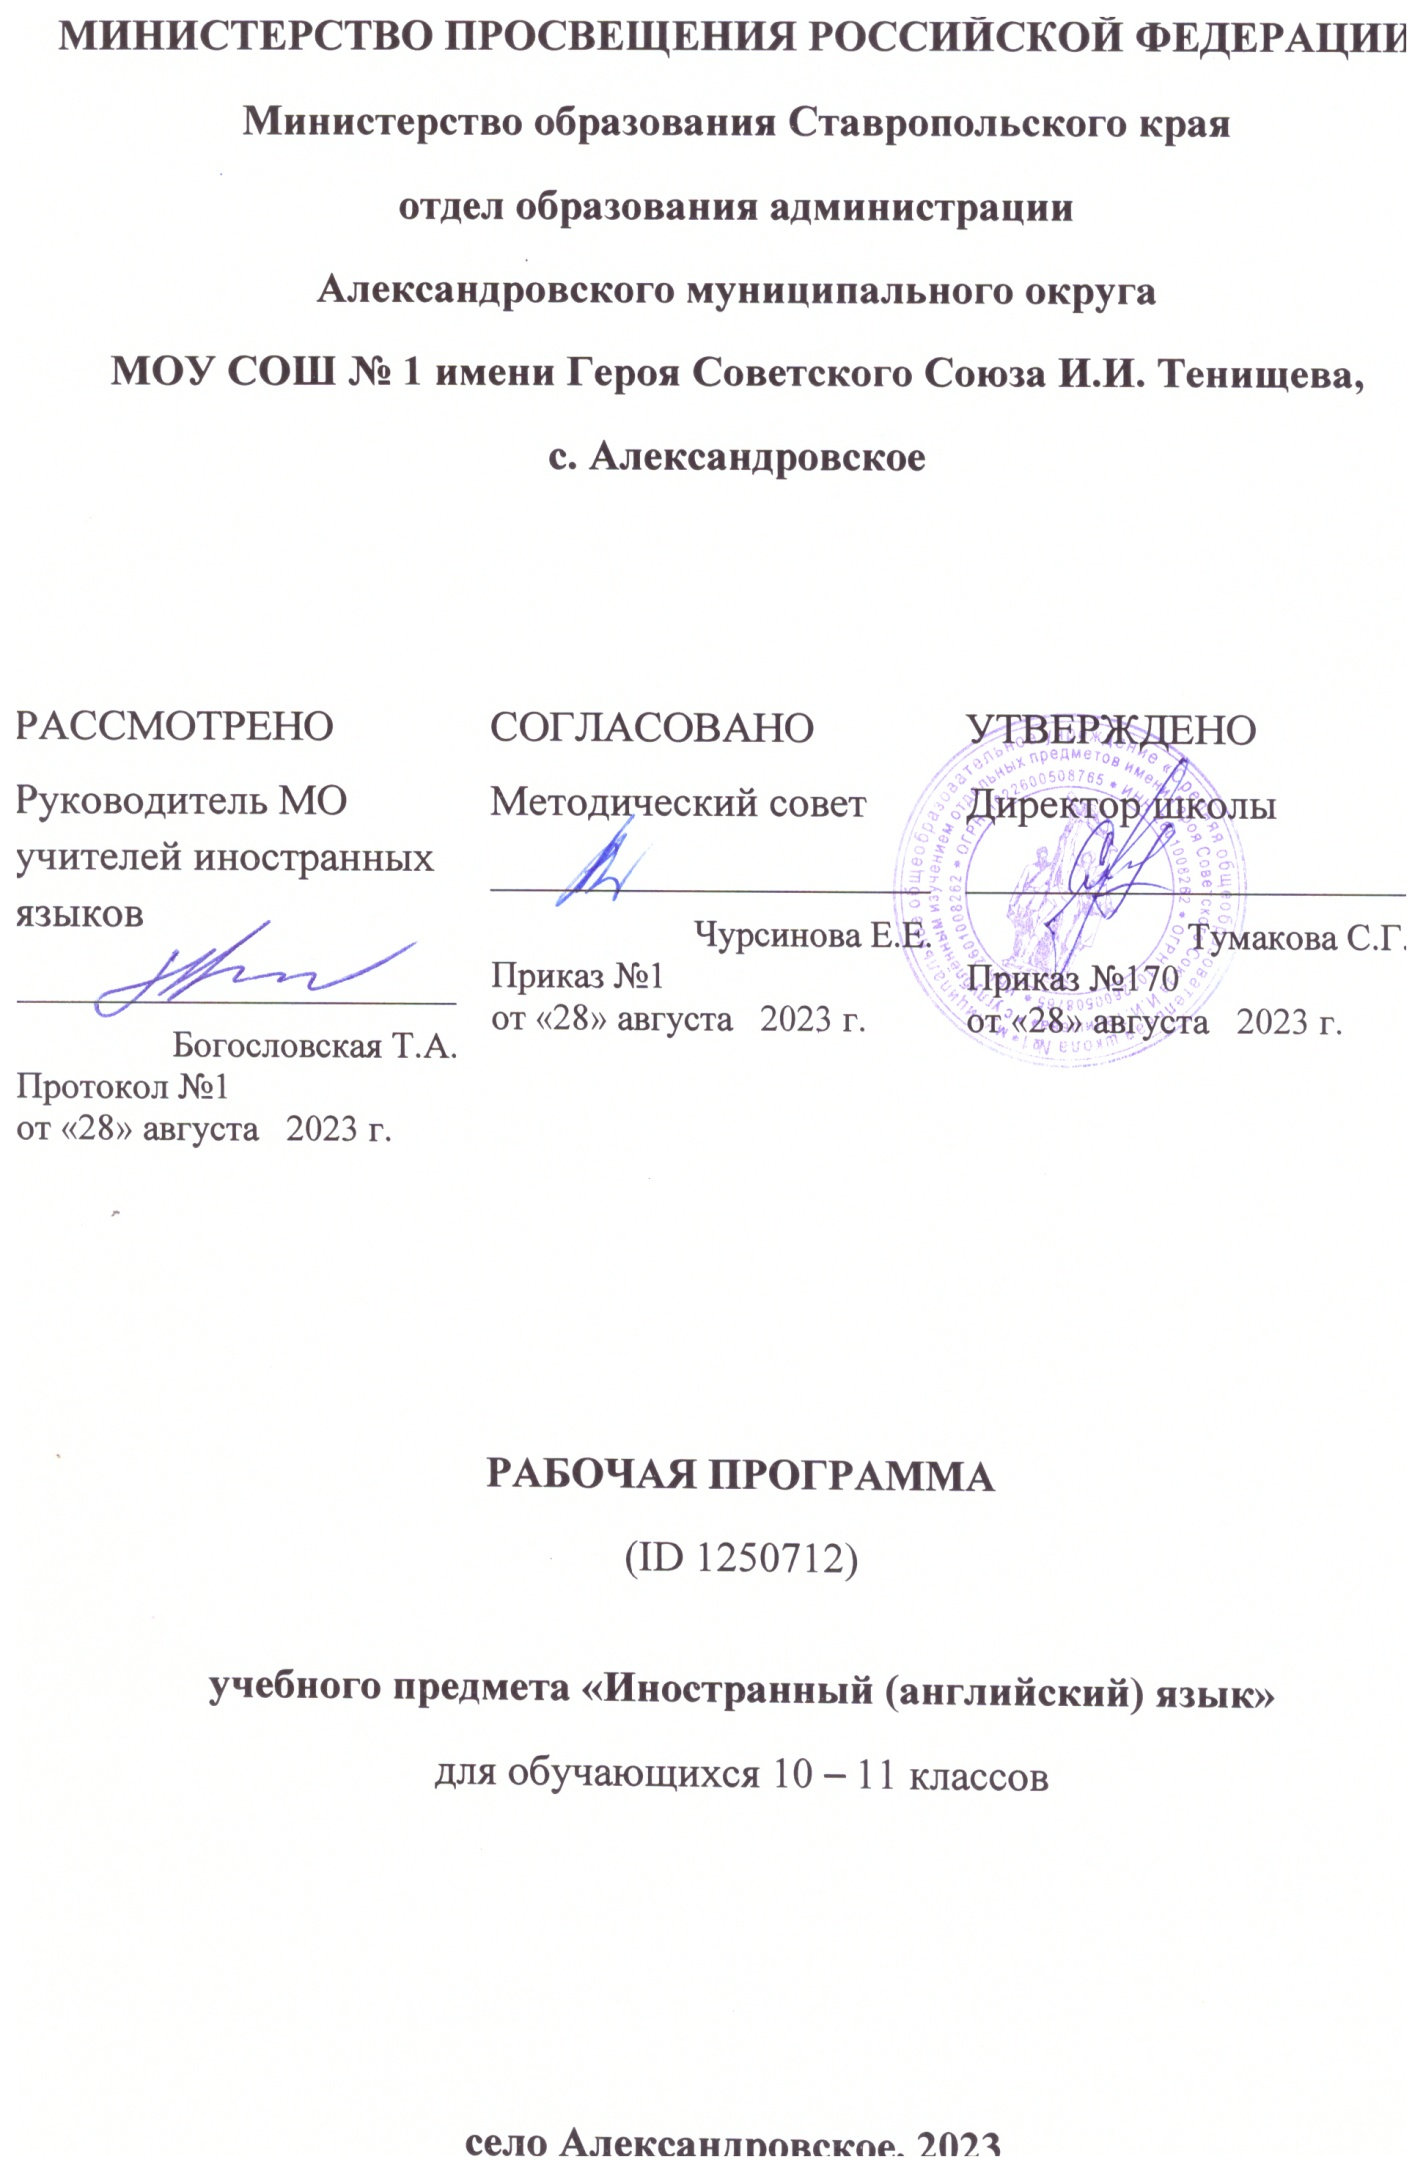 МИНИСТЕРСТВО ПРОСВЕЩЕНИЯ РОССИЙСКОЙ ФЕДЕРАЦИИ
Министерство образования Ставропольского края
отдел образования администрации
Александровского муниципального округа
МОУ СОШ № 1 имени Героя Советского Союза И.И. Тенищева,
с. Александровское
РАССМОТРЕНО
Руководитель МО
учителей иностранных
языков
Богословская Т.А.
Протокол №1
от «28» августа 2023 г.
СОГЛАСОВАНО
Методический совет
Чурсинова Е.Е.
Приказ №1
от «28» августа 2023 г.
УТВЕРЖДЕНО
Директор школы
Тумакова С.Г.
Приказ №170
от «28» августа 2023 г.
РАБОЧАЯ ПРОГРАММА
(ID 1250712)
учебного предмета «Иностранный (английский) язык»
для обучающихся 10 – 11 классов
село Александровское, 2023